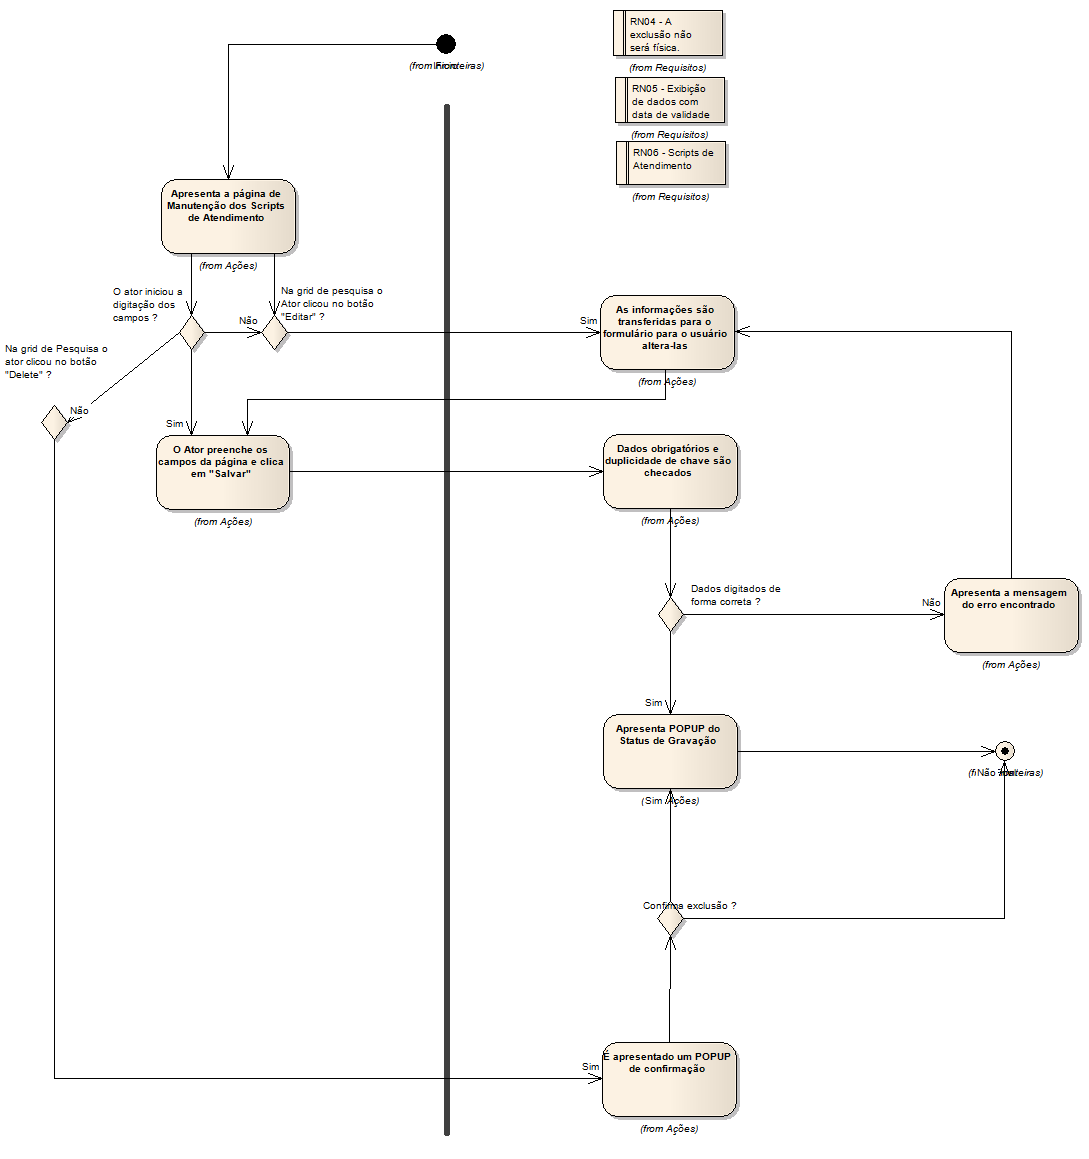 RN04 - A
exclusão não
será física.
(from Requisitos)
RN05 - Exibição
de dados com
data de validade
(from Requisitos)
RN06 - Scripts de
Atendimento
(from Requisitos)
(from Fronteiras)
Apresenta a página de
Manutenção dos Scripts
de Atendimento
(from Ações)
O ator iniciou a
digitação dos
campos ?
Na grid de pesquisa o
Ator clicou no botão
"Editar" ?
Não
Sim
As informações são
transferidas para o
formulário para o usuário
altera-las
(from Ações)
Na grid de Pesquisa o
ator clicou no botão
"Delete" ?
Não
Sim
O Ator preenche os
campos da página e clica
em "Salvar"
(from Ações)
Dados obrigatórios e
duplicidade de chave são
checados
(from Ações)
Dados digitados de
forma correta ?
Não
Apresenta a mensagem
do erro encontrado
(from Ações)
Sim
Apresenta POPUP do
Status de Gravação
Sim Ações)
Não
Confirma exclusão ?
Sim
É apresentado um POPUP
de confirmação
(from Ações)